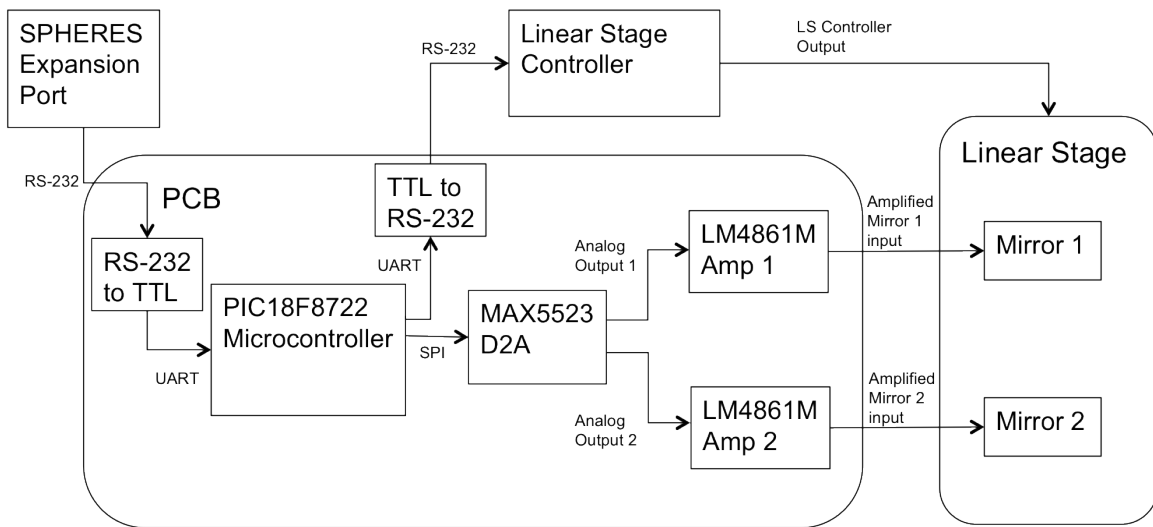 SPHERES
Expansion
Port
RS-232
PCB
RS-232
to TTL
UART
PIC18F8722
Microcontroller
UART
TTL to
RS-232
RS-232
Linear Stage
Controller
LS Controller
Output
SPI
MAX5523
D2A
Analog
Output 1
LM4861M
Amp 1
Amplified
Mirror 1
input
Analog
Output 2
LM4861M
Amp 2
Amplified
Mirror 2
input
Linear Stage
Mirror 1
Mirror 2